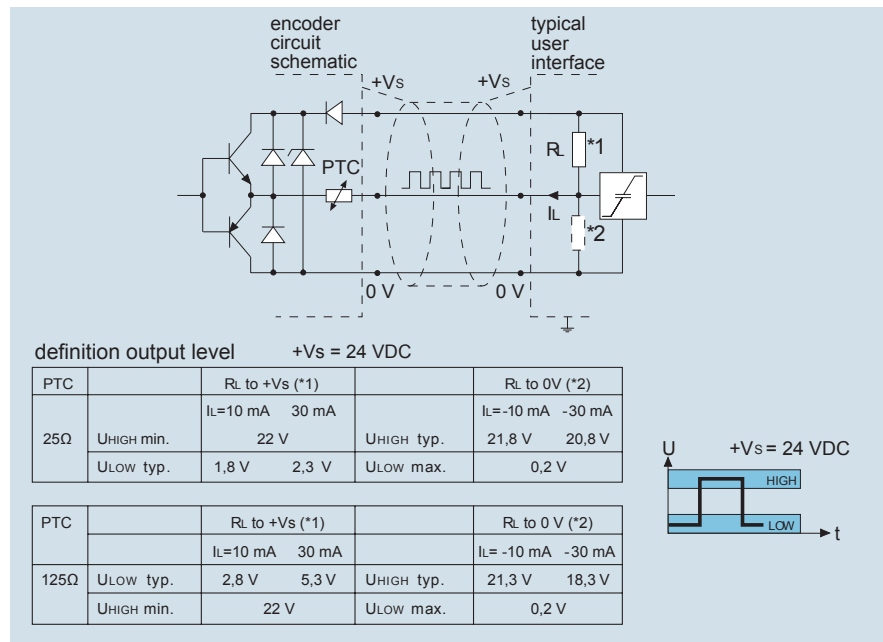 encoder circuit schematic
typical user interface
+Vs
+Vs
PTC
RL
*1
IL
*2
0 V
0 V
definition output level +Vs = 24 VDC
PTC RL to +Vs (*1) RL to 0V (*2)
IL=10 mA 30 mA IL=-10 mA -30 mA
25Ω UHIGH min. 22 V UHIGH typ. 21,8 V 20,8 V
ULOW typ. 1,8 V 2,3 V ULOW max. 0,2 V
U +Vs = 24 VDC
HIGH
LOW
t
PTC RL to +Vs (*1) RL to 0 V (*2)
IL=10 mA 30 mA IL= -10 mA -30 mA
125Ω ULOW typ. 2,8 V 5,3 V UHIGH typ. 21,3 V 18,3 V
UHIGH min. 22 V ULOW max. 0,2 V